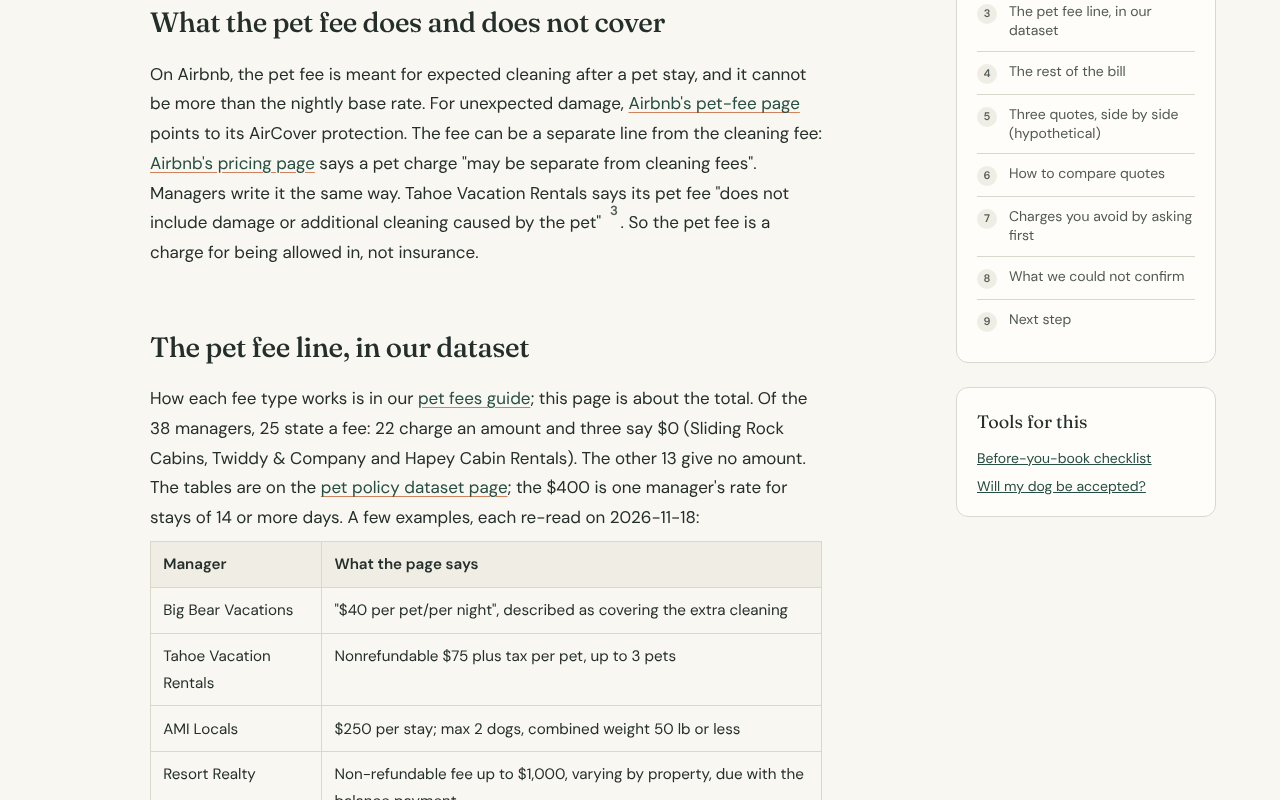 What the pet fee does and does not cover
On Airbnb, the pet fee is meant for expected cleaning after a pet stay, and it cannot
be more than the nightly base rate. For unexpected damage, Airbnb's pet-fee page
points to its AirCover protection. The fee can be a separate line from the cleaning fee:
Airbnb's pricing page says a pet charge "may be separate from cleaning fees".
Managers write it the same way. Tahoe Vacation Rentals says its pet fee "does not
include damage or additional cleaning caused by the pet" 3. So the pet fee is a
charge for being allowed in, not insurance.
The pet fee line, in our dataset
How each fee type works is in our pet fees guide; this page is about the total. Of the
38 managers, 25 state a fee: 22 charge an amount and three say $0 (Sliding Rock
Cabins, Twiddy & Company and Hapey Cabin Rentals). The other 13 give no amount.
The tables are on the pet policy dataset page; the $400 is one manager's rate for
stays of 14 or more days. A few examples, each re-read on 2026-11-18:
Manager What the page says
Big Bear Vacations "$40 per pet/per night", described as covering the extra cleaning
Tahoe Vacation
Rentals
Nonrefundable $75 plus tax per pet, up to 3 pets
AMI Locals $250 per stay; max 2 dogs, combined weight 50 lb or less
Resort Realty Non-refundable fee up to $1,000, varying by property, due with the
balance payment
3 The pet fee line, in our
dataset
4 The rest of the bill
5 Three quotes, side by side
(hypothetical)
6 How to compare quotes
7 Charges you avoid by asking
first
8 What we could not confirm
9 Next step
Tools for this
Before-you-book checklist
Will my dog be accepted?